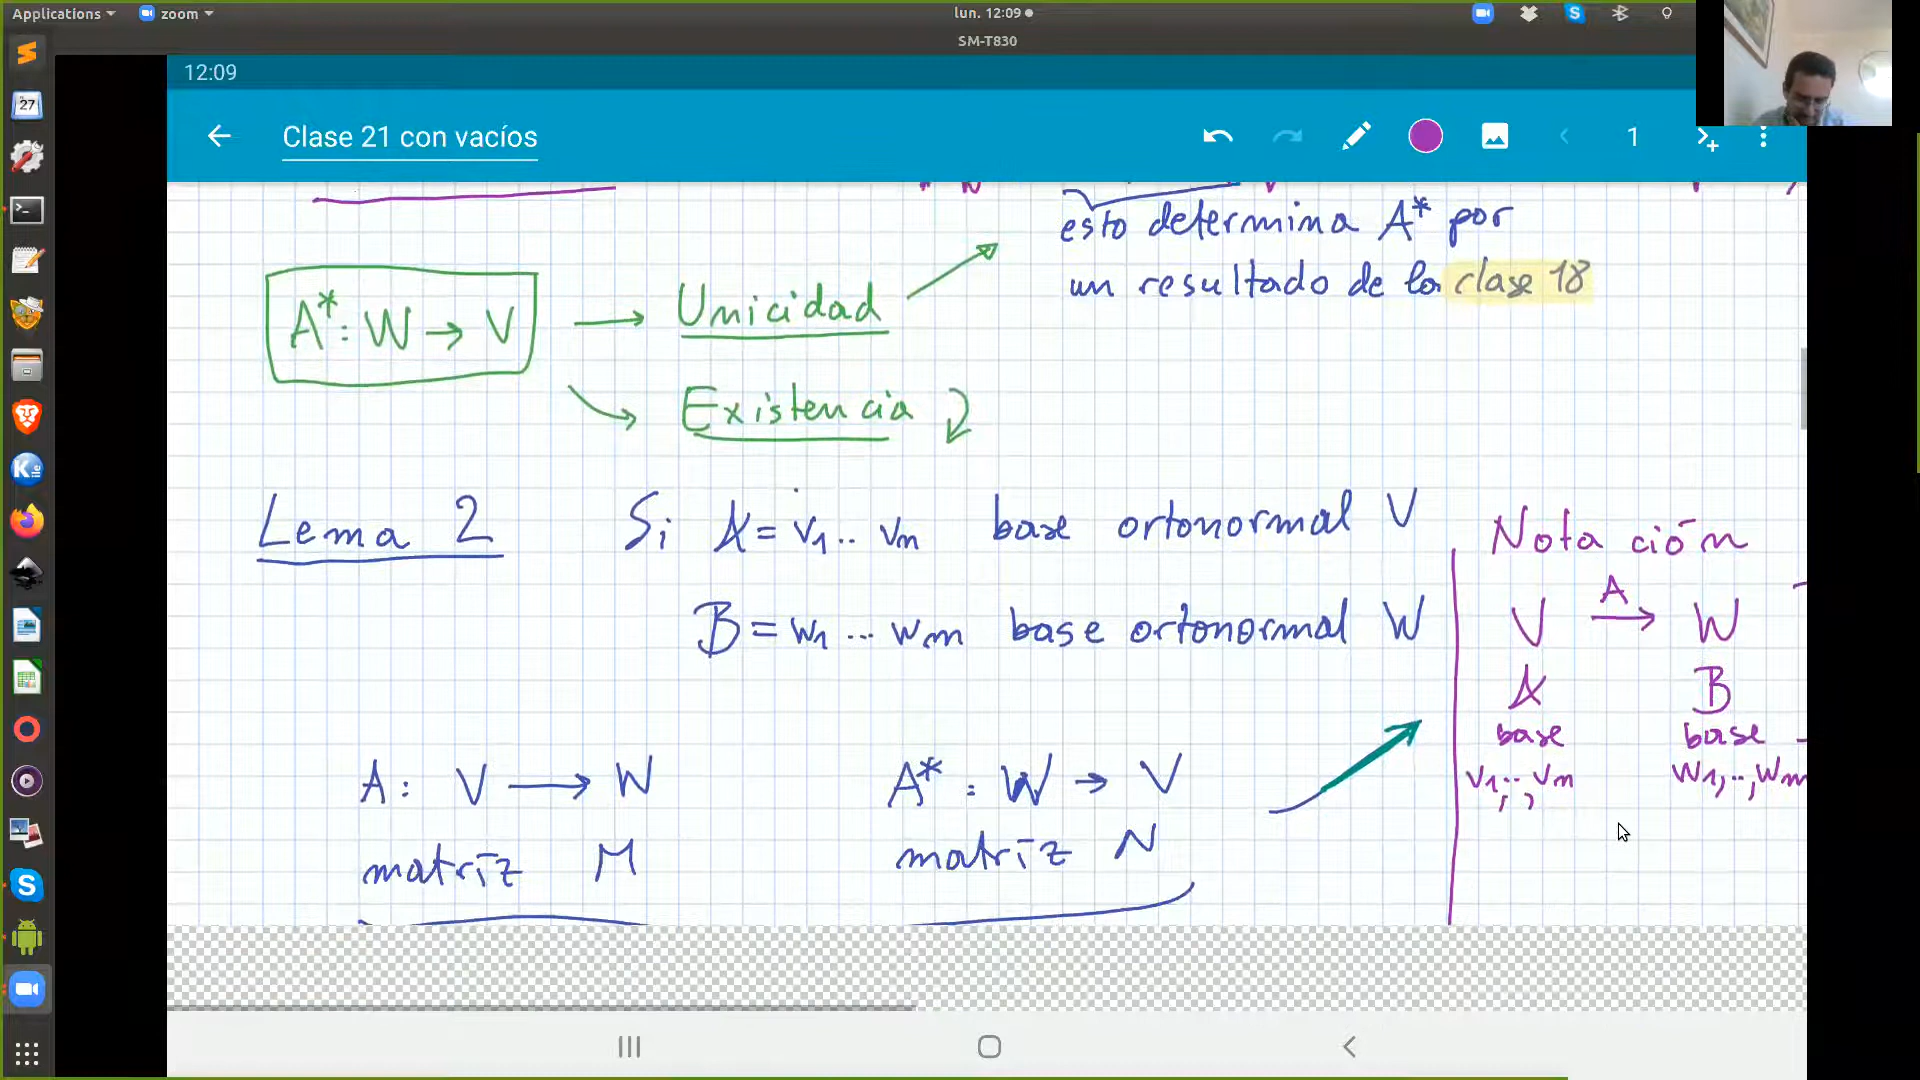 Applications zoom lun. 12:09
SM-T830
12:09
27
Clase 21 con vacíos
1
esto determina A* por
un resultado de la clase 18
A*: W → V → Unicidad
Existencia
Lema 2 Si A = v1.. vn base ortonormal V
B = w1 ... wm base ortonormal W
A: V → W A*: W → V
matriz M matriz N
Notación
V A→ W
A B
base base
v1,..,vn w1,..,wm